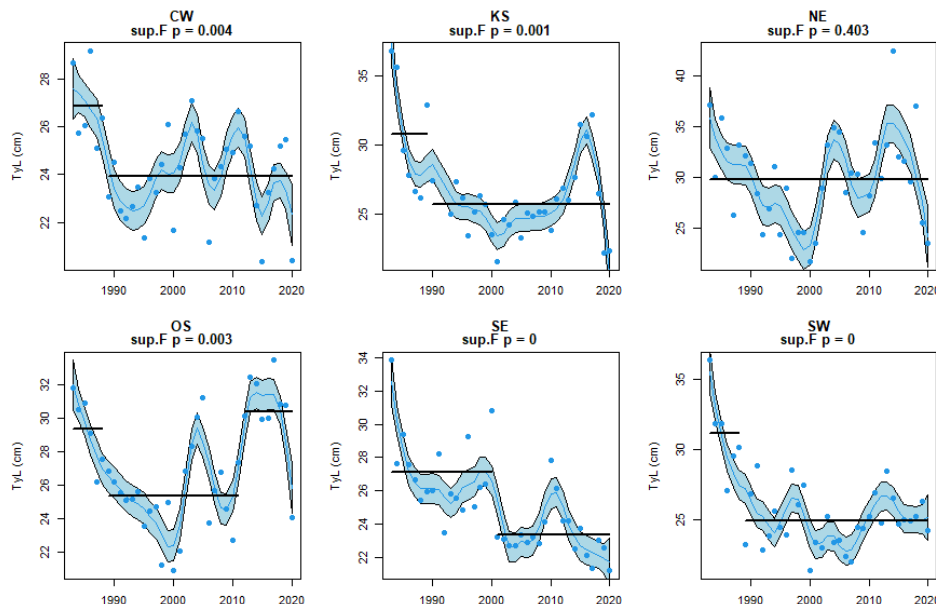 CW
sup.F p = 0.004
TyL (cm)
22 24 26 28
1990 2000 2010 2020
KS
sup.F p = 0.001
TyL (cm)
25 30 35
1990 2000 2010 2020
NE
sup.F p = 0.403
TyL (cm)
25 30 35 40
1990 2000 2010 2020
OS
sup.F p = 0.003
TyL (cm)
22 24 26 28 30 32
1990 2000 2010 2020
SE
sup.F p = 0
TyL (cm)
22 24 26 28 30 32 34
1990 2000 2010 2020
SW
sup.F p = 0
TyL (cm)
25 30 35
1990 2000 2010 2020